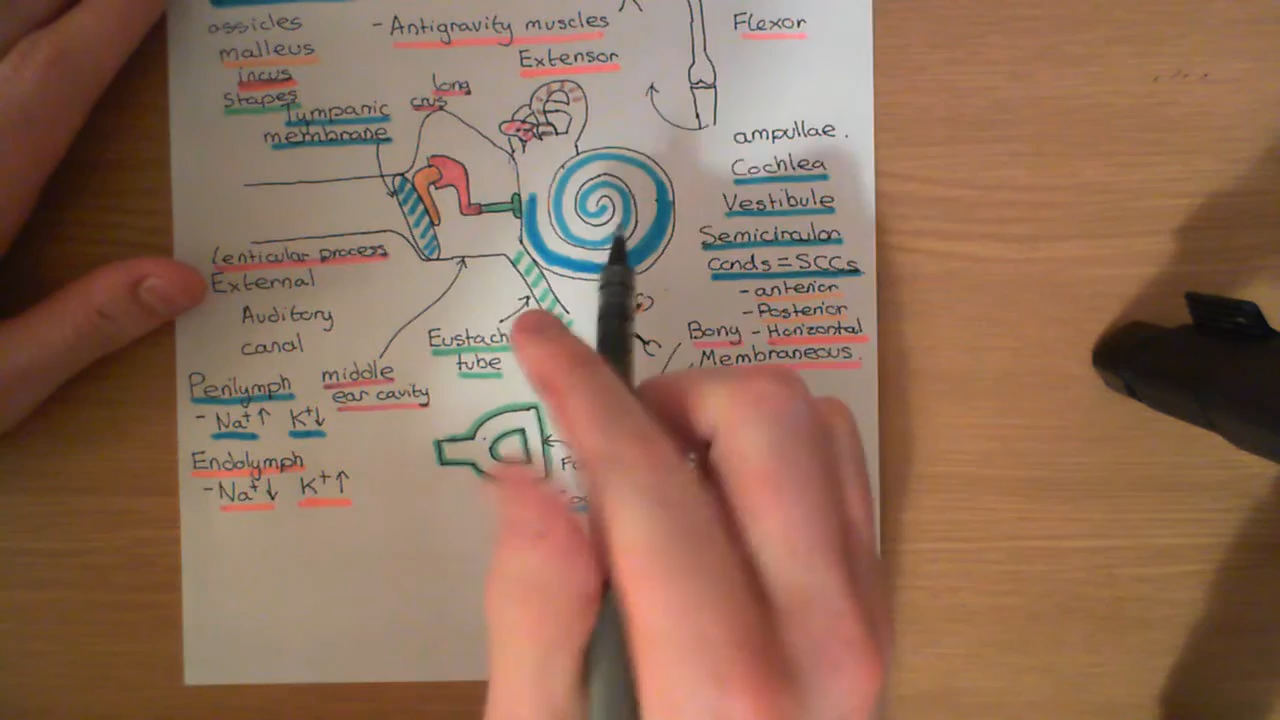 ossicles
malleus
incus
stapes
- Antigravity muscles
Extensor
Flexor
long
crus
Tympanic
membrane
ampullae.
Cochlea
Vestibule
Semicircular
canals = SCCs
- anterior
- Posterior
Bony - Horizontal
Membraneous.
lenticular process
External
Auditory
canal
middle
ear cavity
Eustach
tube
Perilymph
- Na+ ↑ K+ ↓
Endolymph
- Na+ ↓ K+ ↑